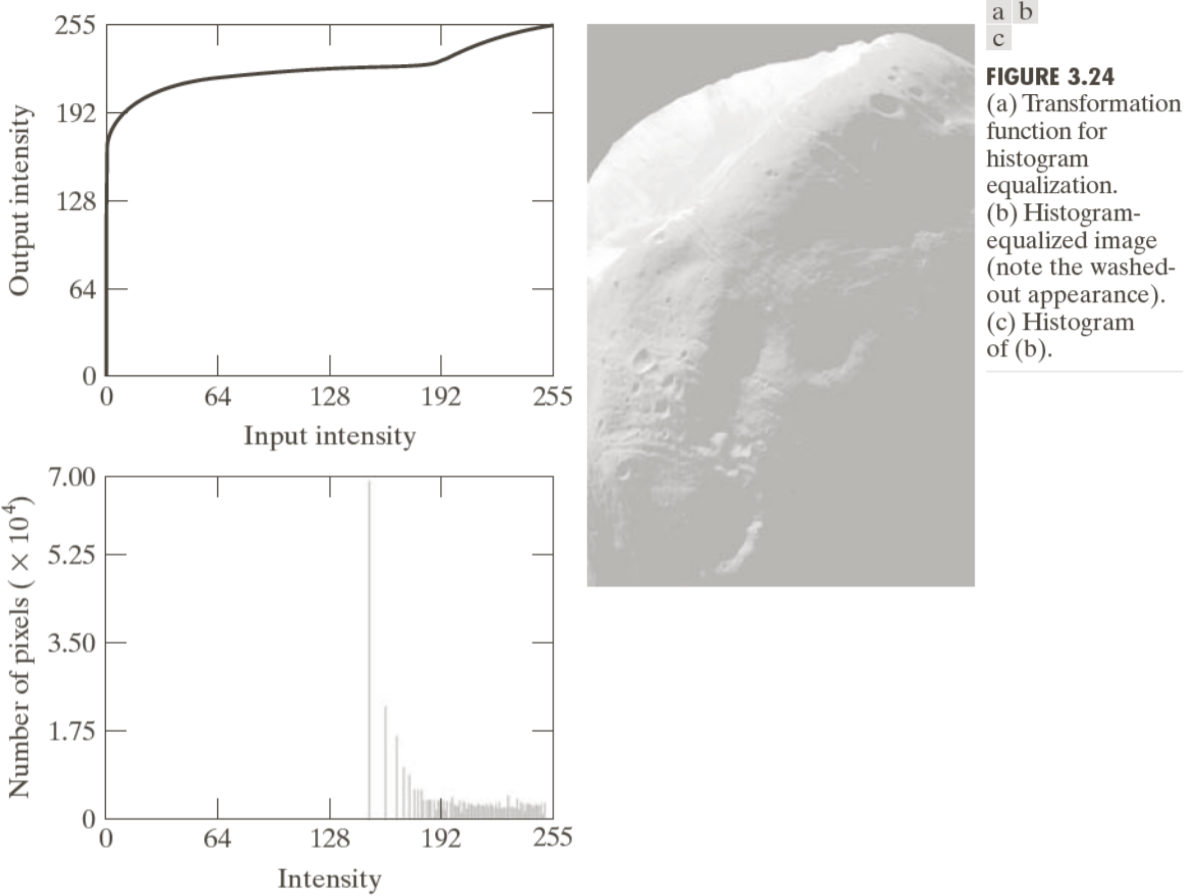 255
192
128
64
0
Output intensity
0 64 128 192 255
Input intensity
7.00
5.25
3.50
1.75
0
Number of pixels ( × 10⁴)
0 64 128 192 255
Intensity
a b
c
FIGURE 3.24
(a) Transformation
function for
histogram
equalization.
(b) Histogram-
equalized image
(note the washed-
out appearance).
(c) Histogram
of (b).